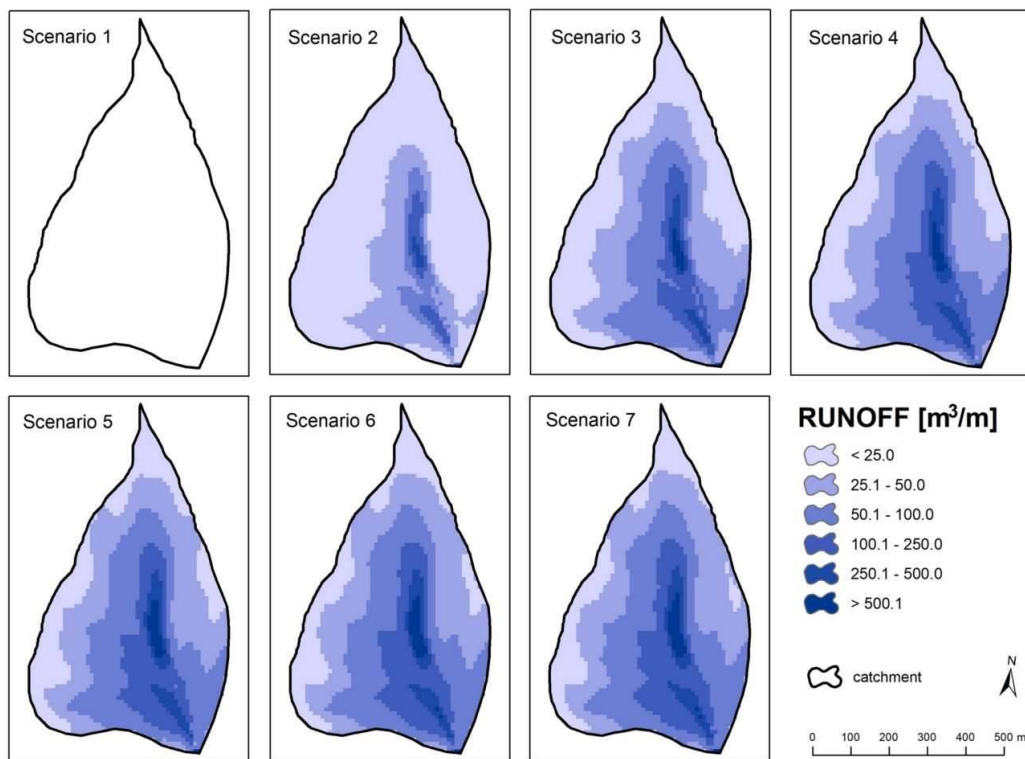 Scenario 1
Scenario 2
Scenario 3
Scenario 4
Scenario 5
Scenario 6
Scenario 7
RUNOFF [m³/m]
< 25.0
25.1 - 50.0
50.1 - 100.0
100.1 - 250.0
250.1 - 500.0
> 500.1
catchment
N
0 100 200 300 400 500 m